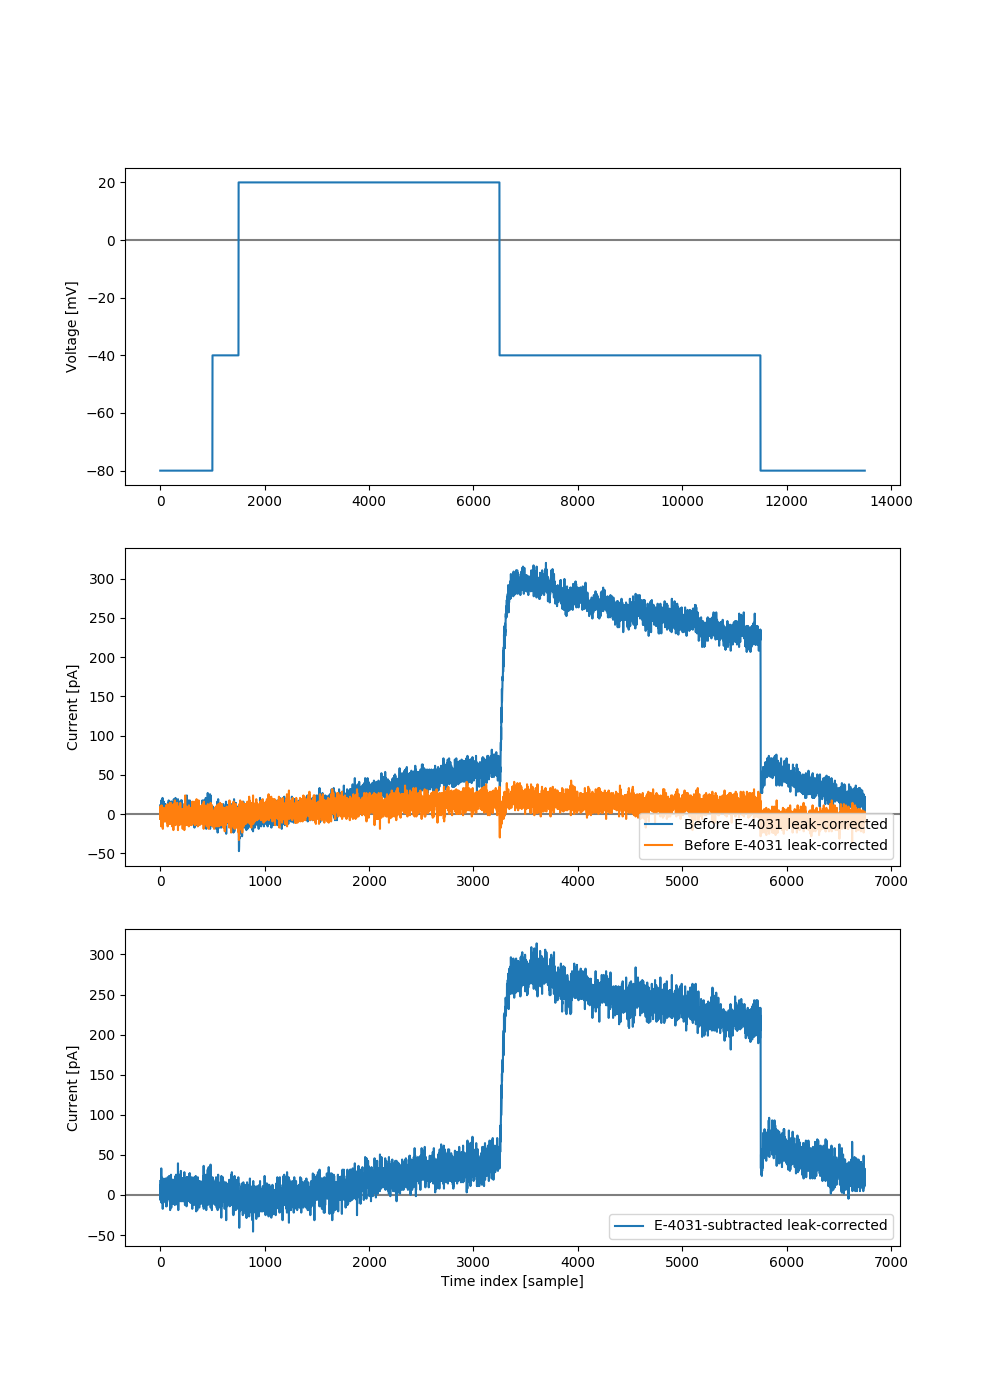 20
0
−20
−40
−60
−80
Voltage [mV]
0 2000 4000 6000 8000 10000 12000 14000
300
250
200
150
100
50
0
−50
Current [pA]
Before E-4031 leak-corrected
Before E-4031 leak-corrected
0 1000 2000 3000 4000 5000 6000 7000
300
250
200
150
100
50
0
−50
Current [pA]
E-4031-subtracted leak-corrected
0 1000 2000 3000 4000 5000 6000 7000
Time index [sample]